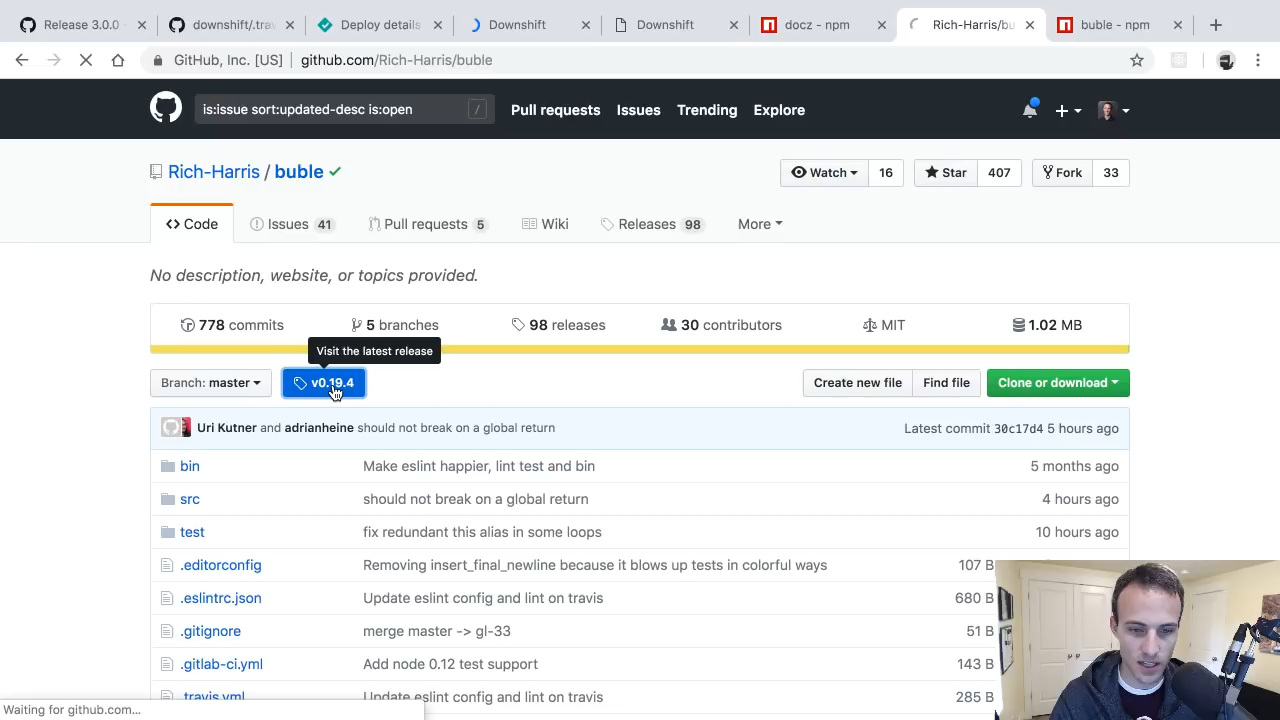 Release 3.0.0
downshift/.trav
Deploy details
Downshift
Downshift
docz - npm
Rich-Harris/bu
buble - npm
GitHub, Inc. [US] | github.com/Rich-Harris/buble
is:issue sort:updated-desc is:open
/
Pull requests
Issues
Trending
Explore
Rich-Harris / buble
Watch
16
Star
407
Fork
33
Code
Issues 41
Pull requests 5
Wiki
Releases 98
More
No description, website, or topics provided.
778 commits
5 branches
98 releases
30 contributors
MIT
1.02 MB
Visit the latest release
Branch: master
v0.19.4
Create new file
Find file
Clone or download
Uri Kutner and adrianheine should not break on a global return
Latest commit 30c17d4 5 hours ago
bin
Make eslint happier, lint test and bin
5 months ago
src
should not break on a global return
4 hours ago
test
fix redundant this alias in some loops
10 hours ago
.editorconfig
Removing insert_final_newline because it blows up tests in colorful ways
107 B
.eslintrc.json
Update eslint config and lint on travis
680 B
.gitignore
merge master -> gl-33
51 B
.gitlab-ci.yml
Add node 0.12 test support
143 B
.travis.yml
Update eslint config and lint on travis
285 B
Waiting for github.com...